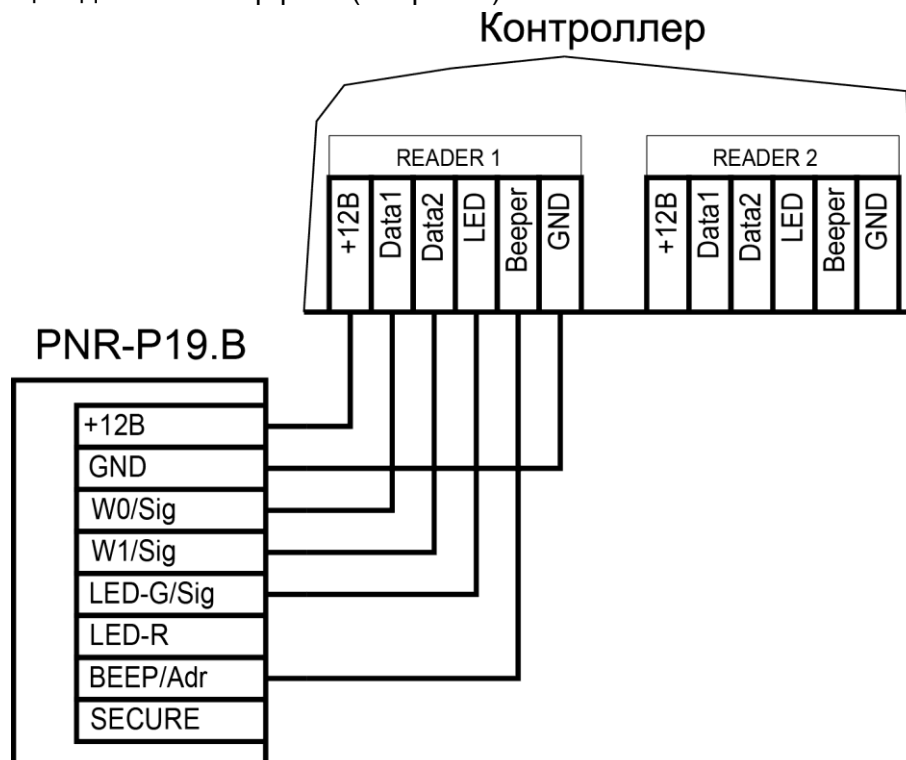 Контроллер
READER 1
READER 2
+12В
Data1
Data2
LED
Beeper
GND
+12В
Data1
Data2
LED
Beeper
GND
PNR-P19.B
+12В
GND
W0/Sig
W1/Sig
LED-G/Sig
LED-R
BEEP/Adr
SECURE